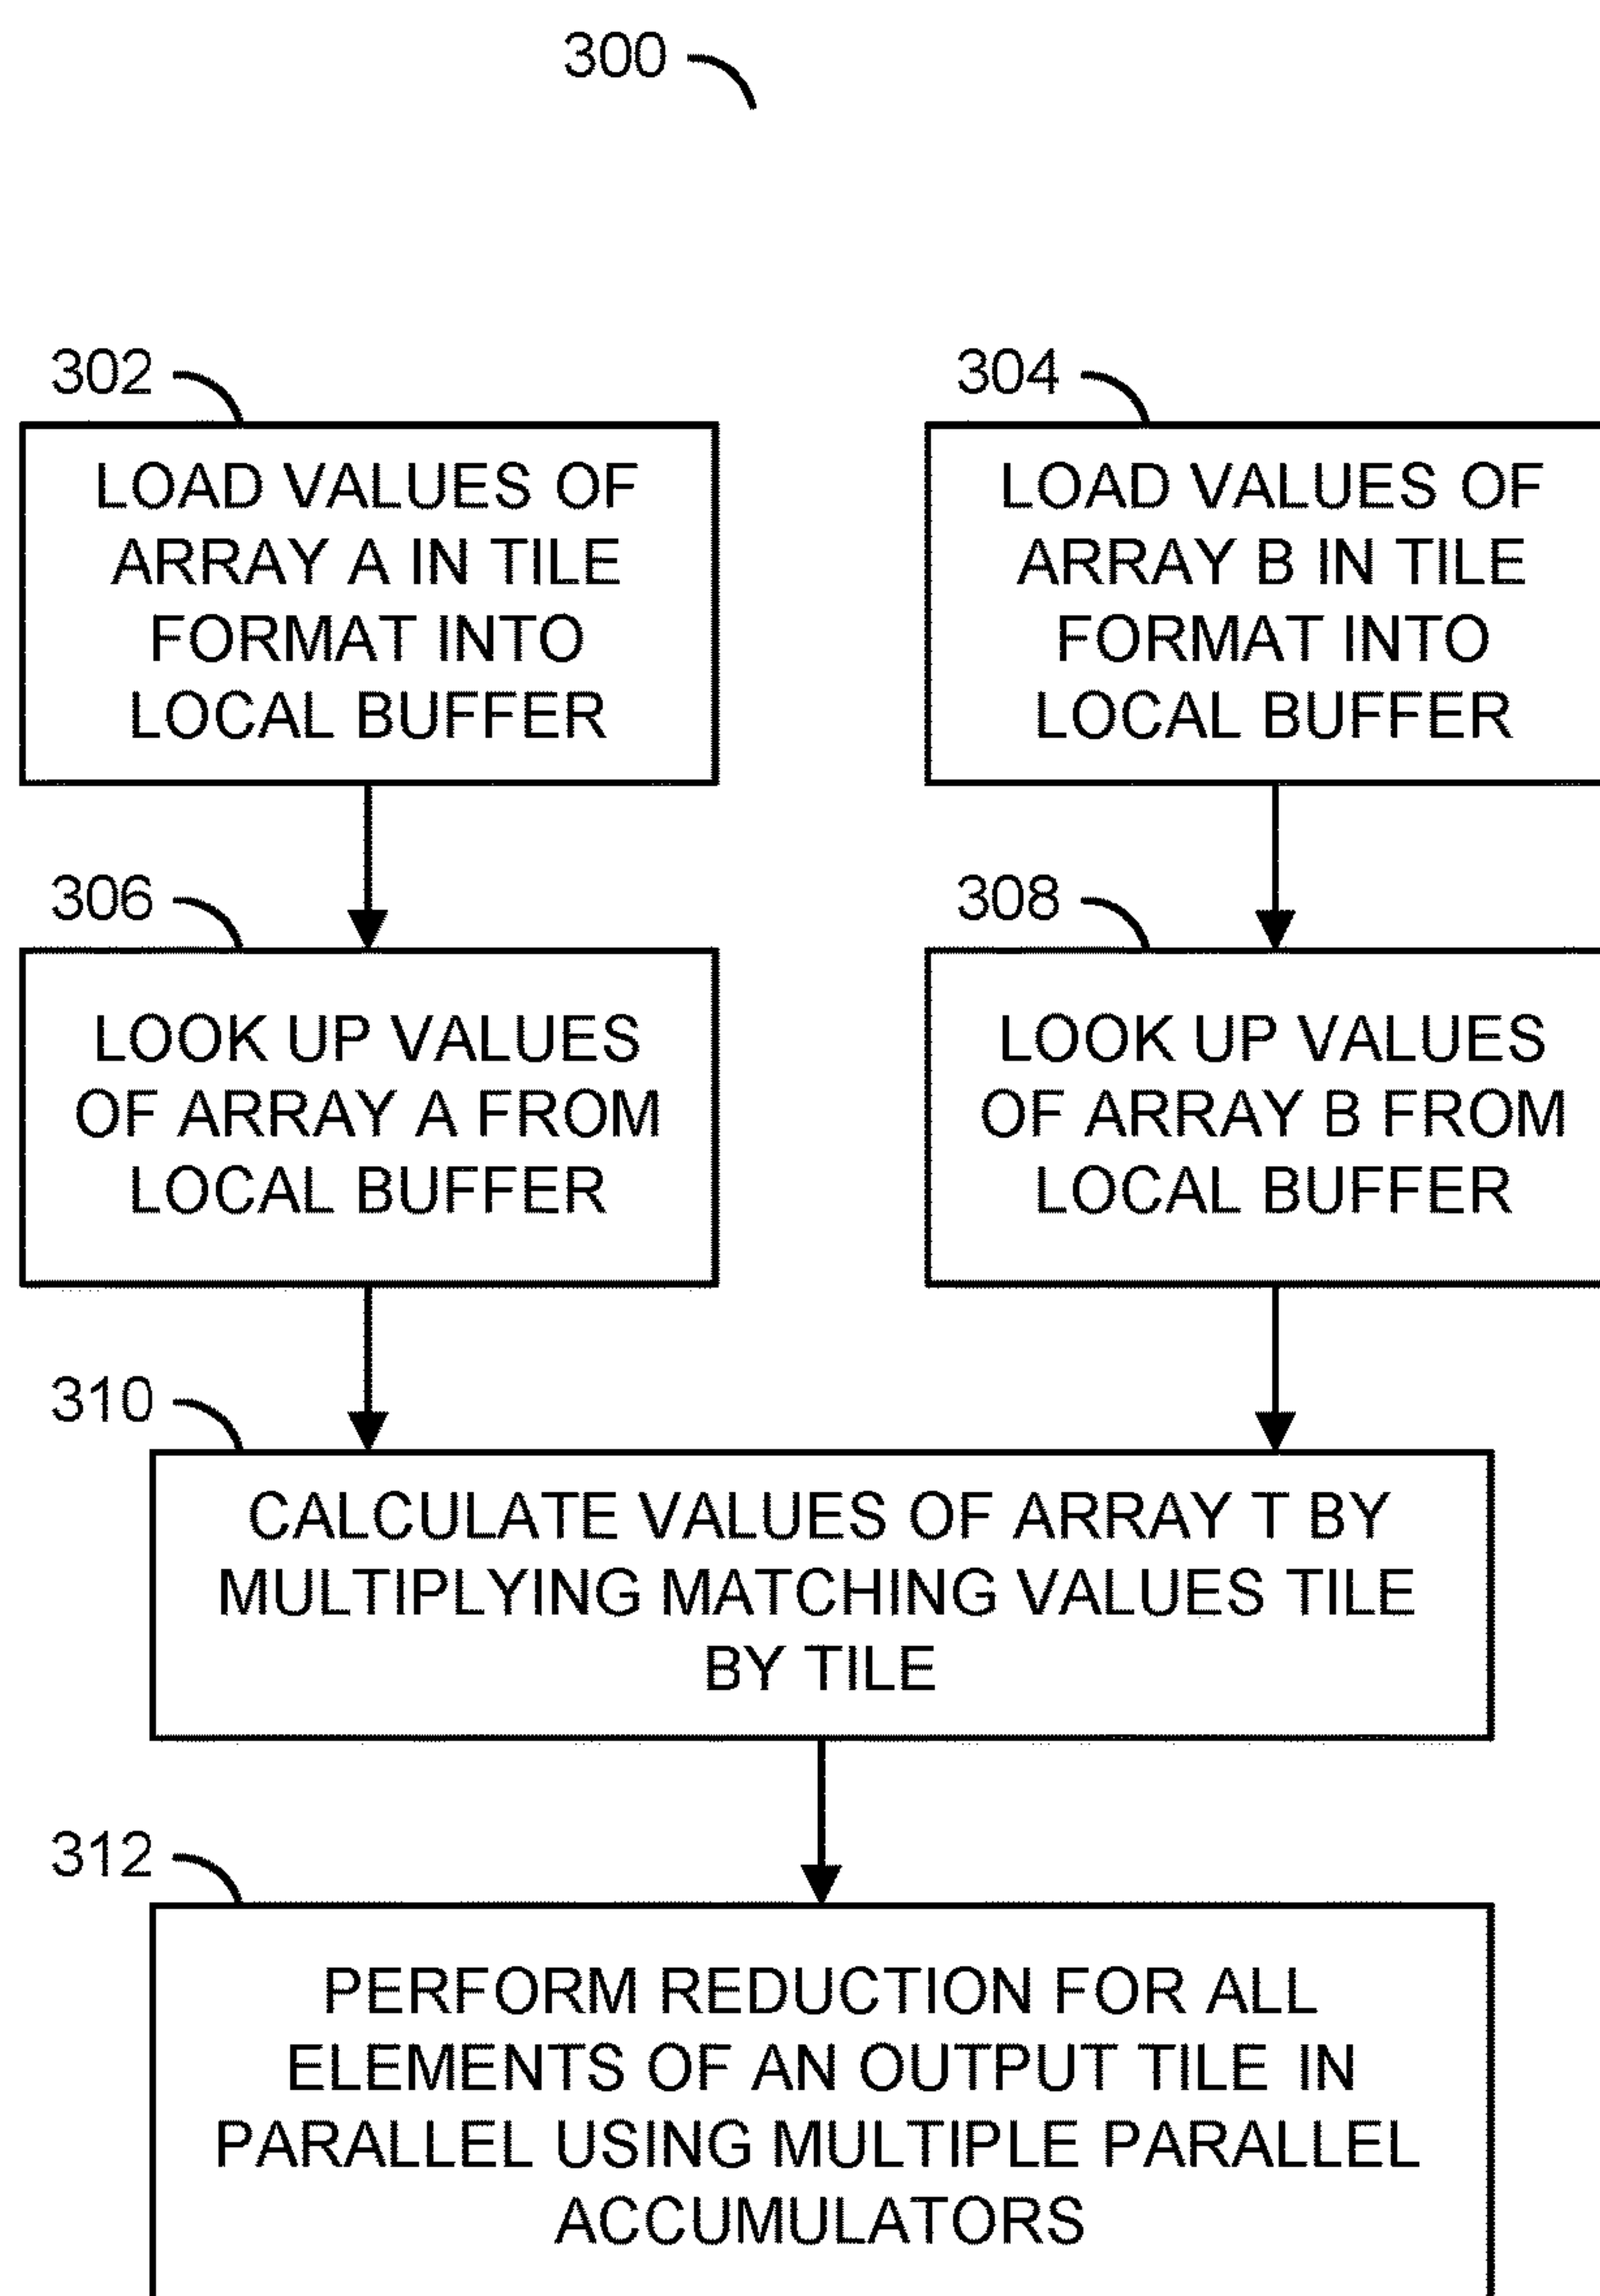 300
302
LOAD VALUES OF
ARRAY A IN TILE
FORMAT INTO
LOCAL BUFFER
304
LOAD VALUES OF
ARRAY B IN TILE
FORMAT INTO
LOCAL BUFFER
306
LOOK UP VALUES
OF ARRAY A FROM
LOCAL BUFFER
308
LOOK UP VALUES
OF ARRAY B FROM
LOCAL BUFFER
310
CALCULATE VALUES OF ARRAY T BY
MULTIPLYING MATCHING VALUES TILE
BY TILE
312
PERFORM REDUCTION FOR ALL
ELEMENTS OF AN OUTPUT TILE IN
PARALLEL USING MULTIPLE PARALLEL
ACCUMULATORS